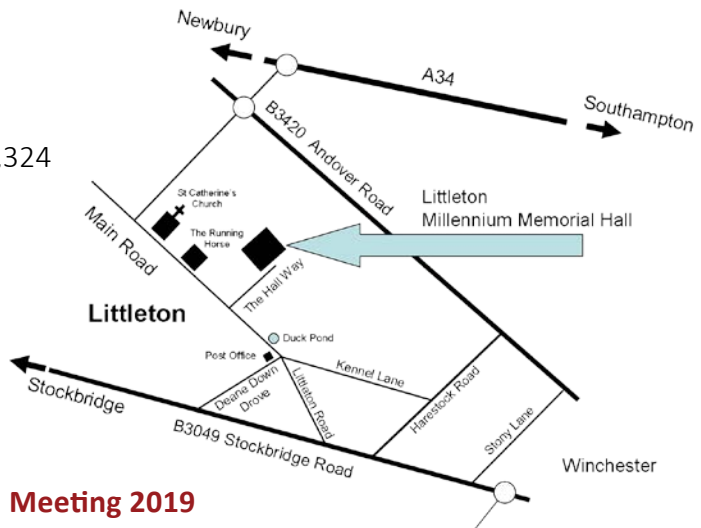 Newbury
A34
Southampton
B3420 Andover Road
324
St Catherine's
Church
Littleton
Millennium Memorial Hall
Main Road
The Running
Horse
The Hall Way
Littleton
Duck Pond
Post Office
Kennel Lane
Deane Down
Drove
Littleton Road
Harestock Road
Stony Lane
Stockbridge
B3049 Stockbridge Road
Winchester
Meeting 2019